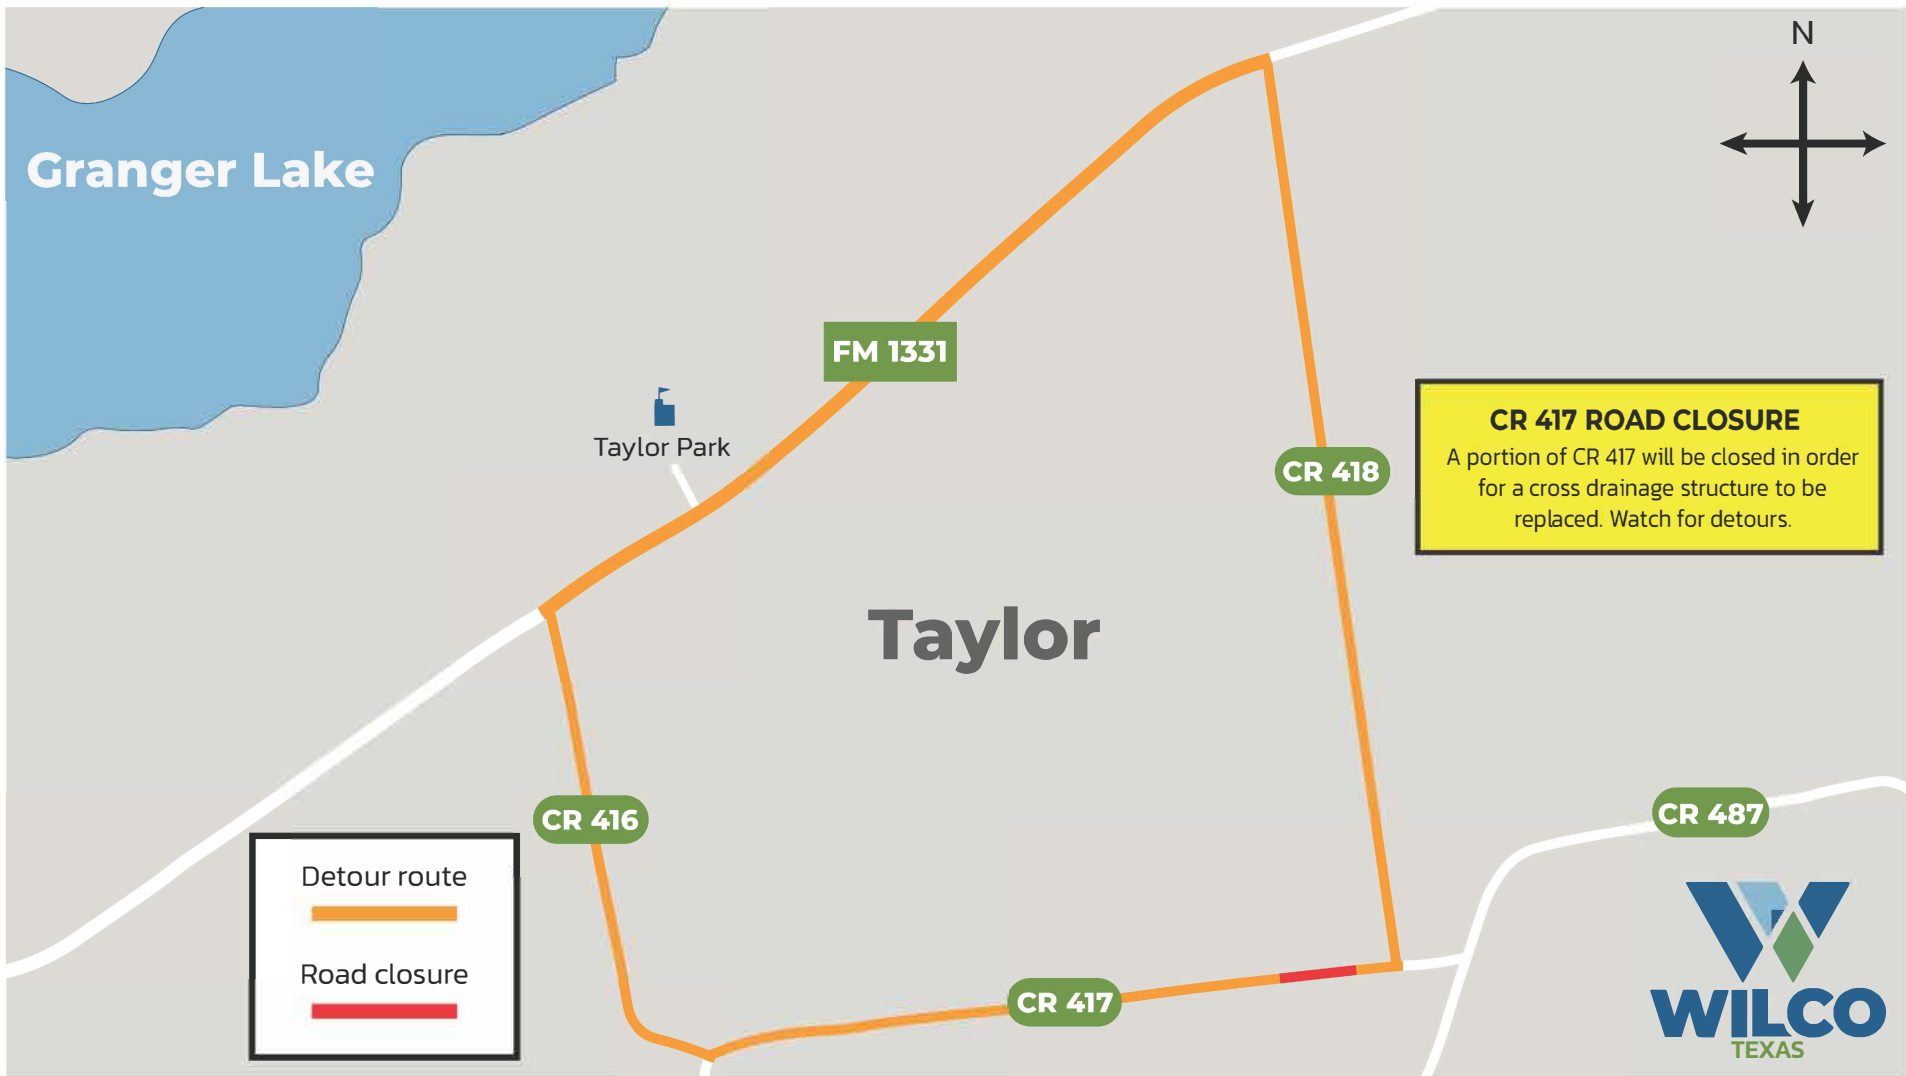 N
Granger Lake
FM 1331
Taylor Park
CR 418
CR 417 ROAD CLOSURE
A portion of CR 417 will be closed in order
for a cross drainage structure to be
replaced. Watch for detours.
Taylor
CR 416
CR 487
Detour route
Road closure
CR 417
WILCO
TEXAS